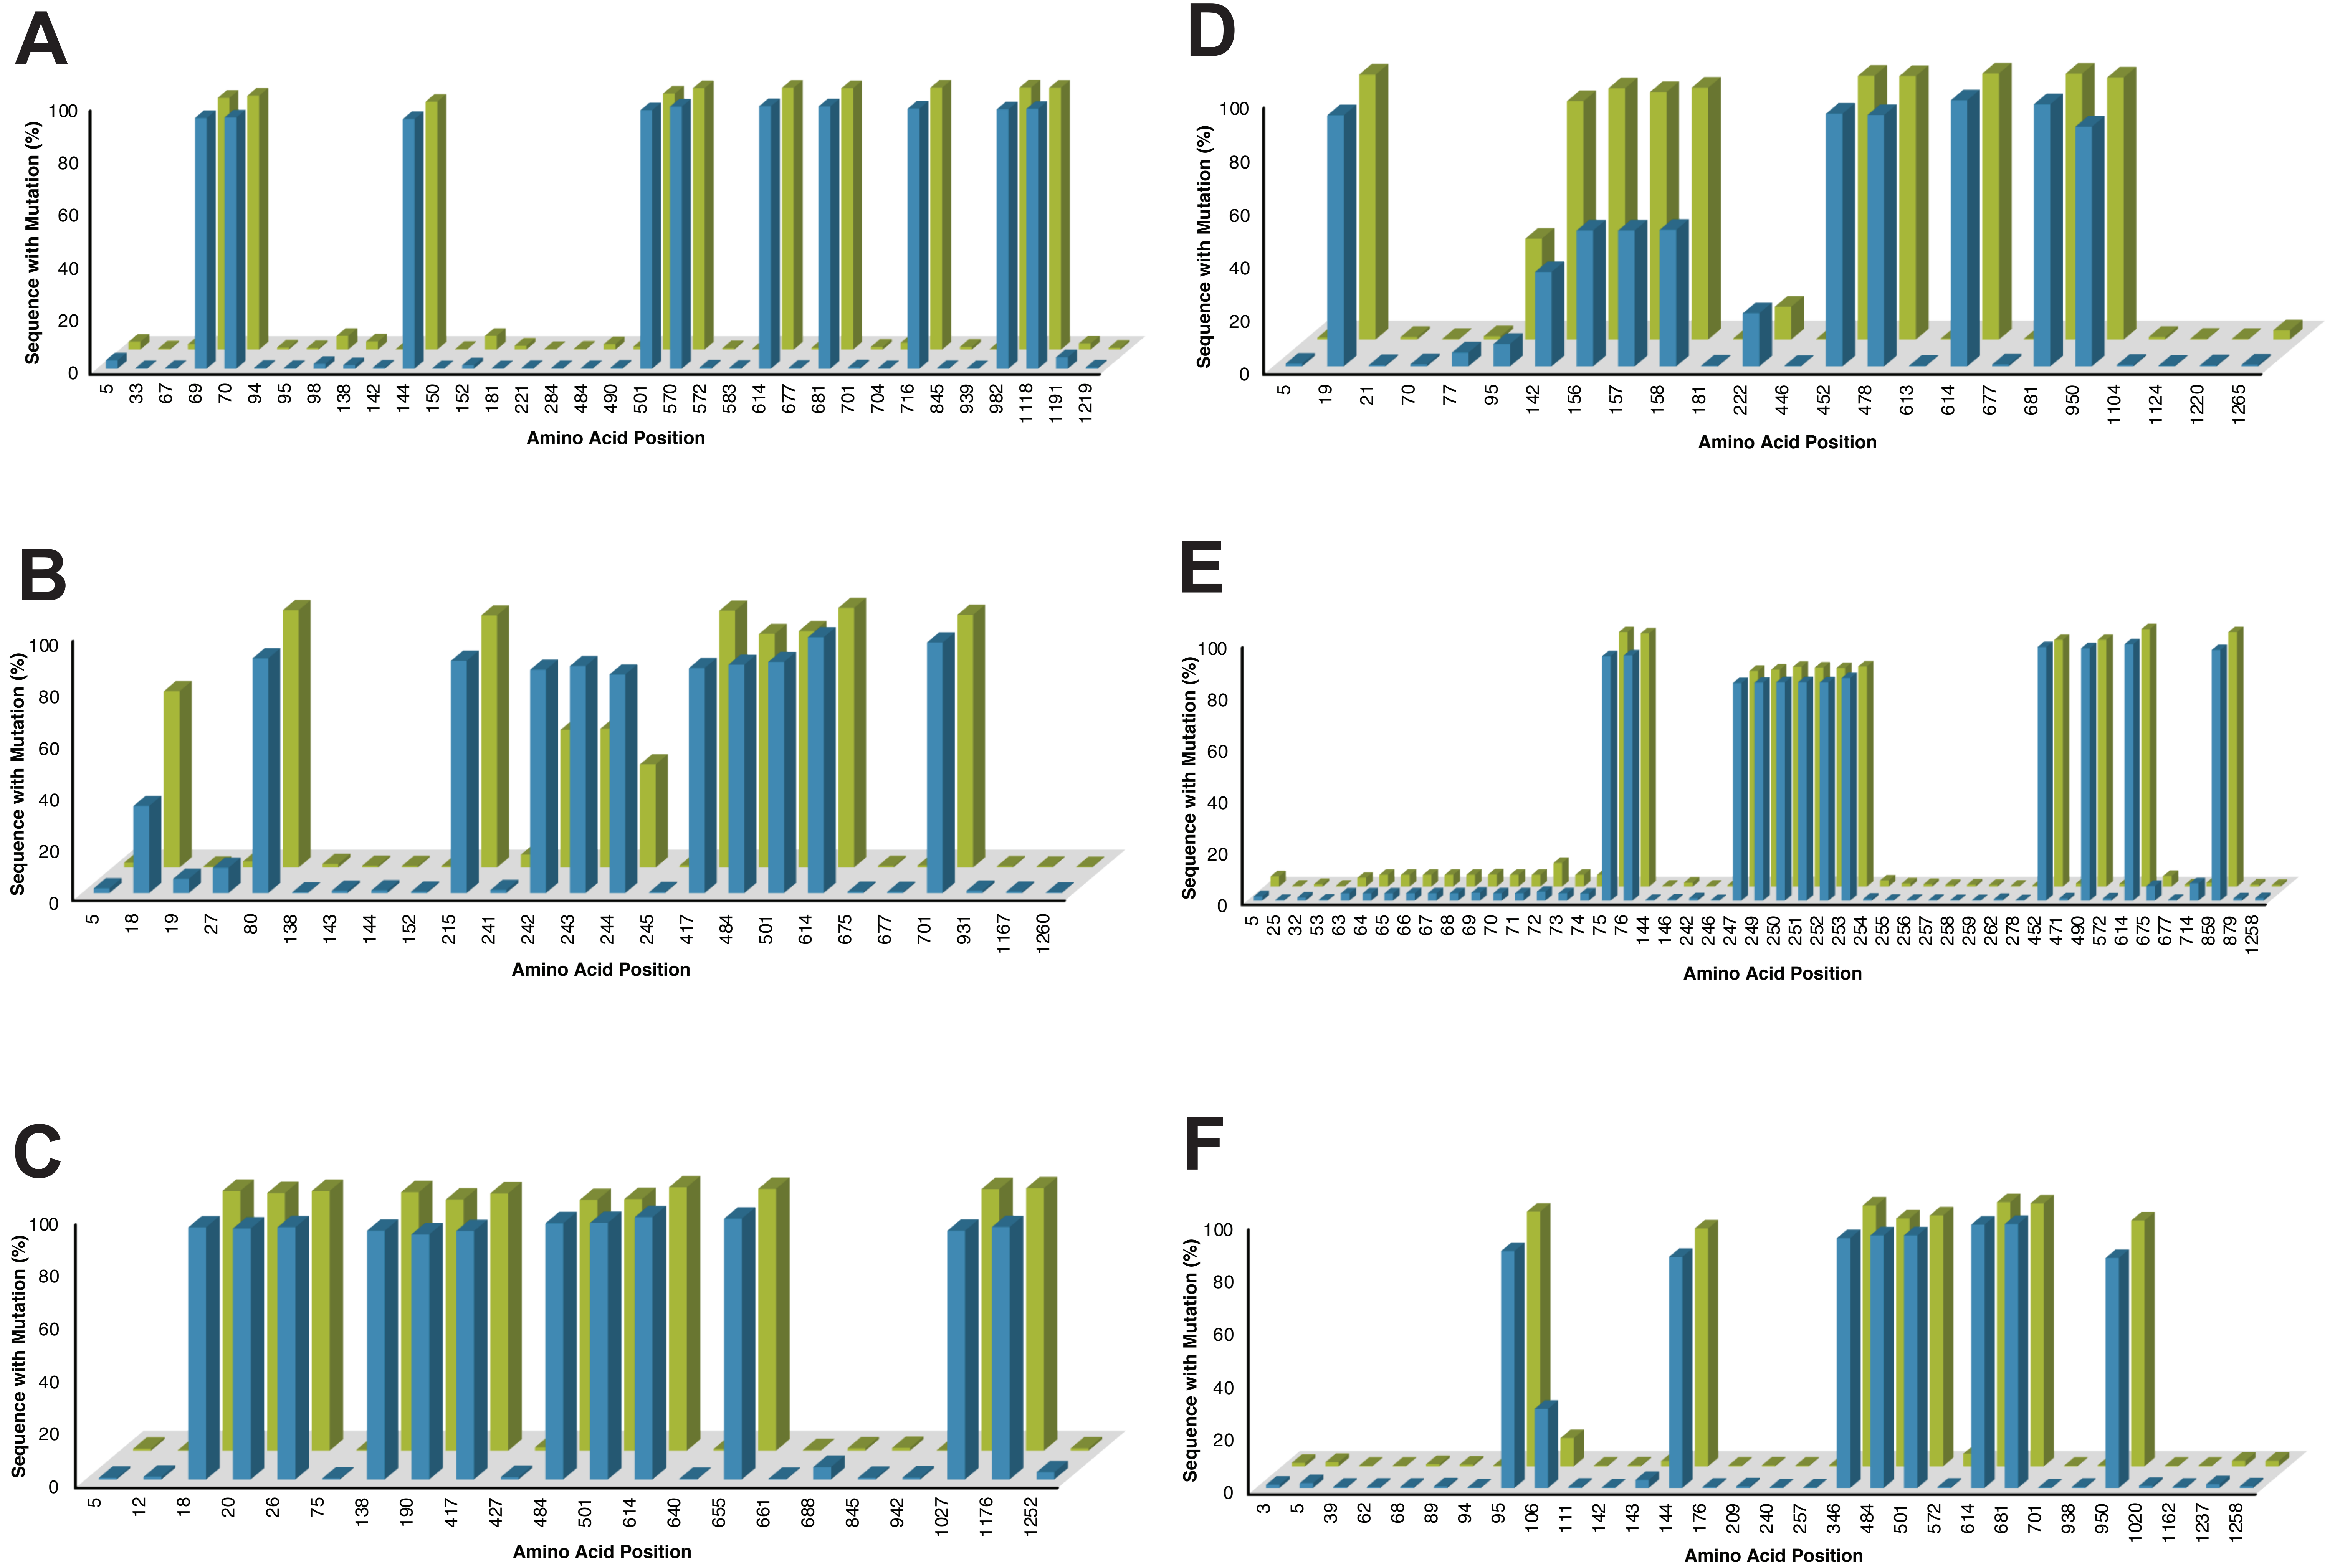 A
Sequence with Mutation (%)
100
80
60
40
20
0
5 33 67 69 70 94 95 98 138 142 144 150 152 181 221 284 484 490 501 570 572 583 614 677 681 701 704 716 845 939 982 1118 1191 1219
Amino Acid Position
B
Sequence with Mutation (%)
100
80
60
40
20
0
5 18 19 27 80 138 143 144 152 215 241 242 243 244 245 417 484 501 614 675 677 701 931 1167 1260
Amino Acid Position
C
Sequence with Mutation (%)
100
80
60
40
20
0
5 12 18 20 26 75 138 190 417 427 484 501 614 640 655 661 688 845 942 1027 1176 1252
Amino Acid Position
D
Sequence with Mutation (%)
100
80
60
40
20
0
5 19 21 70 77 95 142 156 157 158 181 222 446 452 478 613 614 677 681 950 1104 1124 1220 1265
Amino Acid Position
E
Sequence with Mutation (%)
100
80
60
40
20
0
5 25 32 53 63 64 65 66 67 68 69 70 71 72 73 74 75 76 144 146 242 246 247 249 250 251 252 253 254 255 256 257 258 259 262 278 452 471 490 572 614 675 677 714 859 879 1258
Amino Acid Position
F
Sequence with Mutation (%)
100
80
60
40
20
0
3 5 39 62 68 89 94 95 106 111 142 143 144 176 209 240 257 346 484 501 572 614 681 701 938 950 1020 1162 1237 1258
Amino Acid Position